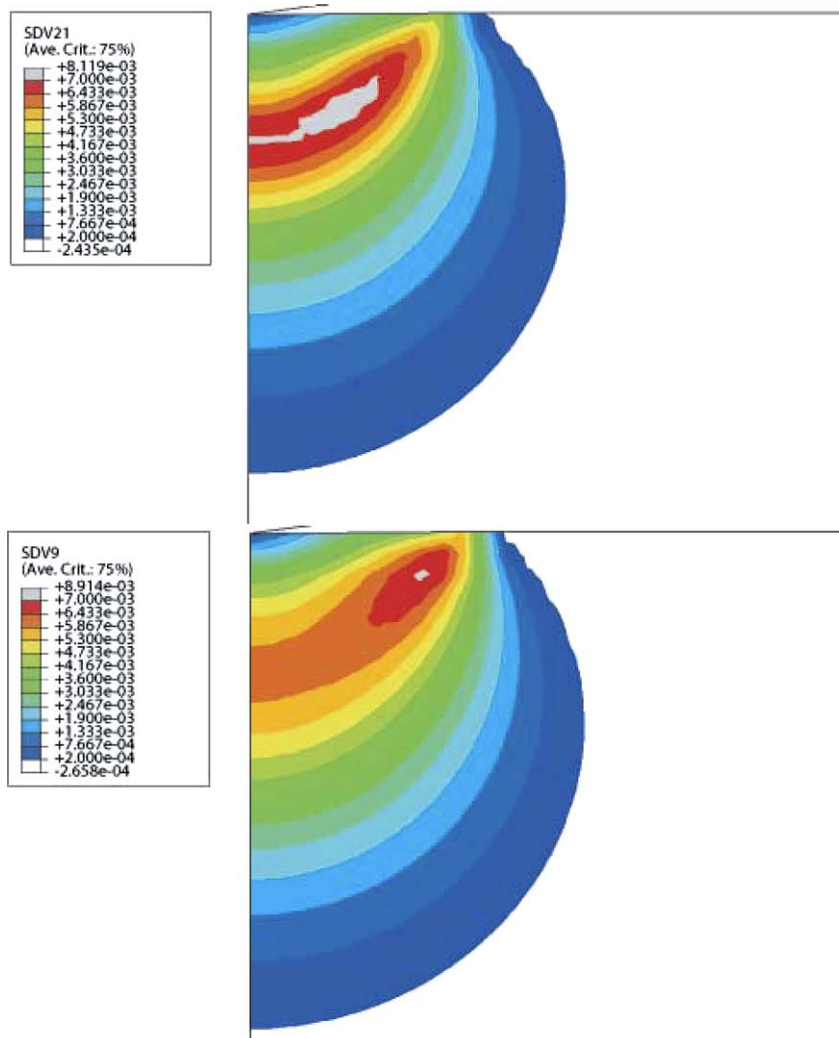 SDV21
(Ave. Crit.: 75%)
+8.119e-03
+7.000e-03
+6.433e-03
+5.867e-03
+5.300e-03
+4.733e-03
+4.167e-03
+3.600e-03
+3.033e-03
+2.467e-03
+1.900e-03
+1.333e-03
+7.667e-04
+2.000e-04
-2.435e-04
SDV9
(Ave. Crit.: 75%)
+8.914e-03
+7.000e-03
+6.433e-03
+5.867e-03
+5.300e-03
+4.733e-03
+4.167e-03
+3.600e-03
+3.033e-03
+2.467e-03
+1.900e-03
+1.333e-03
+7.667e-04
+2.000e-04
-2.658e-04